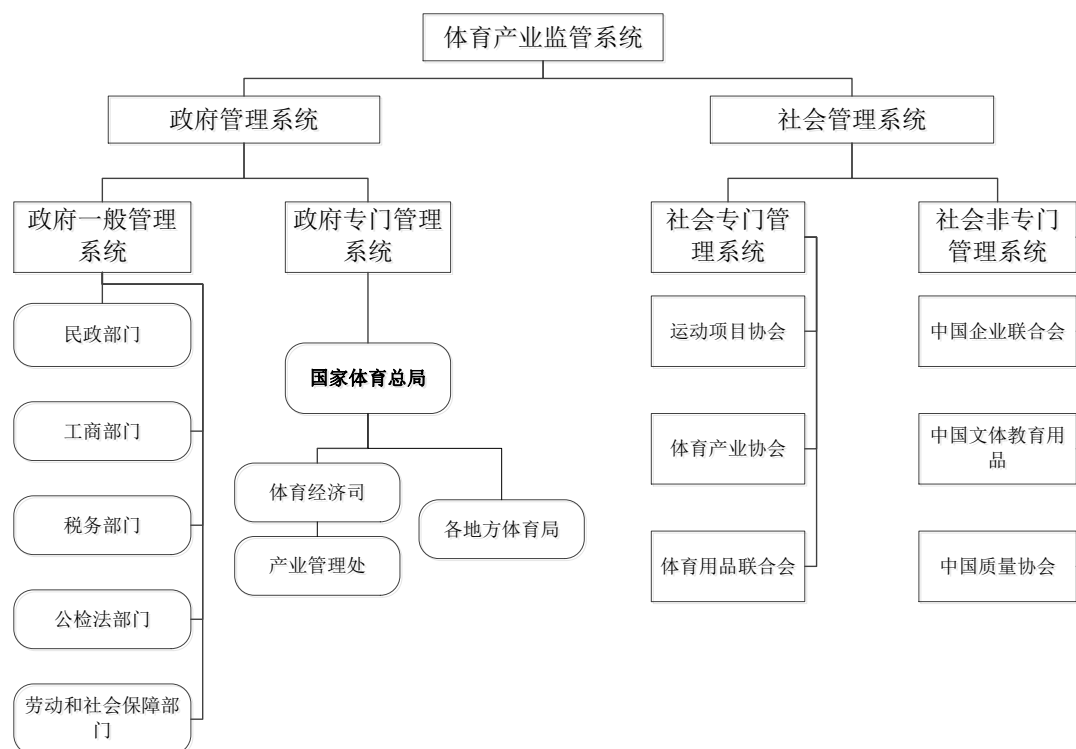 体育产业监管系统
政府管理系统
社会管理系统
政府一般管理
系统
政府专门管理
系统
社会专门管
理系统
社会非专门
管理系统
民政部门
工商部门
税务部门
公检法部门
劳动和社会保障部
门
国家体育总局
体育经济司
产业管理处
各地方体育局
运动项目协会
体育产业协会
体育用品联合会
中国企业联合会
中国文体教育用
品
中国质量协会